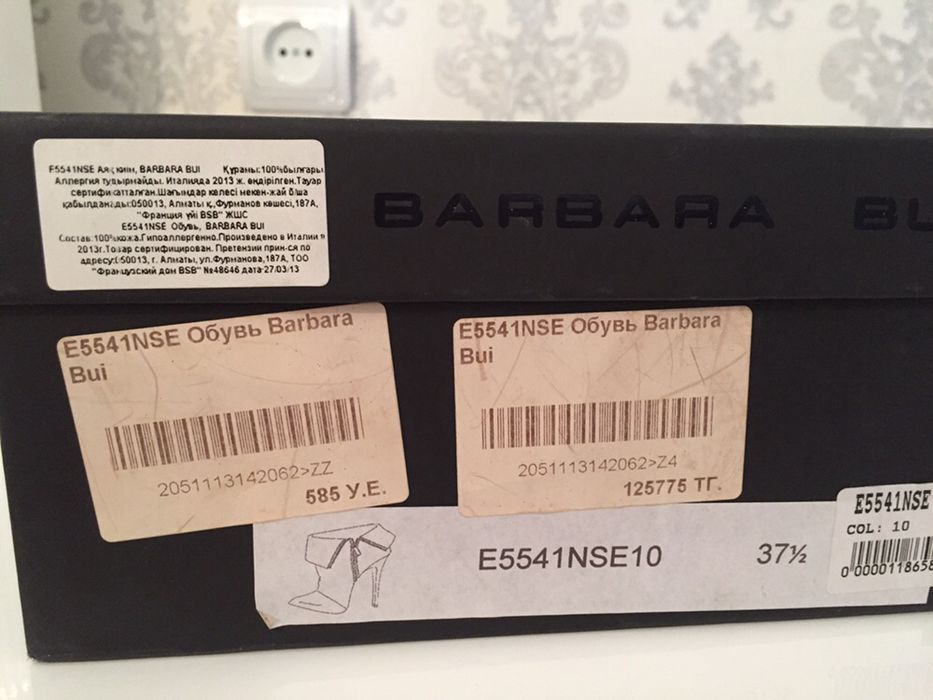 E5541NSE Аяқ киім, BARBARA BUI Құрамы:100%былғары.
Аллергия тудырмайды. Италияда 2013 ж. өндірілген.Тауар
сертификатталған.Шағымдар келесі мекен-жай б-ша
қабылданады:050013, Алматы қ.,Фурманов көшесі,187А,
"Франция үйі BSB" ЖШС
E5541NSE Обувь, BARBARA BUI
Состав:100%кожа.Гипоаллергенно.Произведено в Италии в
2013г.Товар сертифицирован. Претензии прин-ся по
адресу:050013, г. Алматы, ул.Фурманова,187А, ТОО
"Французский дом BSB" №48646 дата 27/03/13
BARBARA BU
E5541NSE Обувь Barbara
Bui
2051113142062>ZZ
585 У.Е.
E5541NSE Обувь Barbara
Bui
2051113142062>Z4
125775 ТГ.
E5541NSE10 37½
E5541NSE
COL: 10
0 0000118658